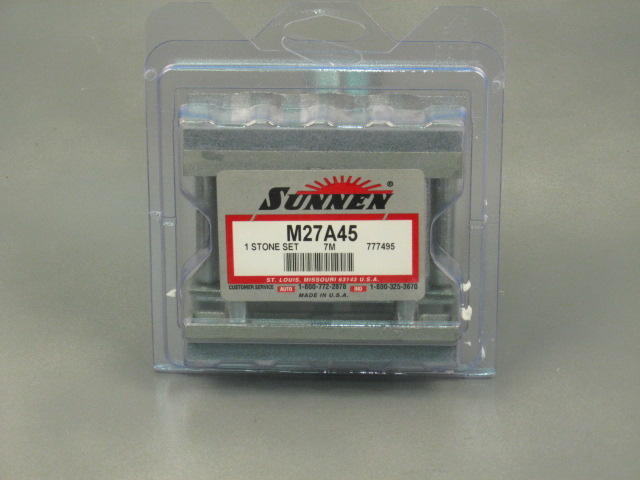 SUNNEN®
M27A45
1 STONE SET 7M 777495
ST. LOUIS, MISSOURI 63143 U.S.A.
CUSTOMER SERVICE AUTO 1-800-772-2878 IND 1-800-325-3670
MADE IN U.S.A.